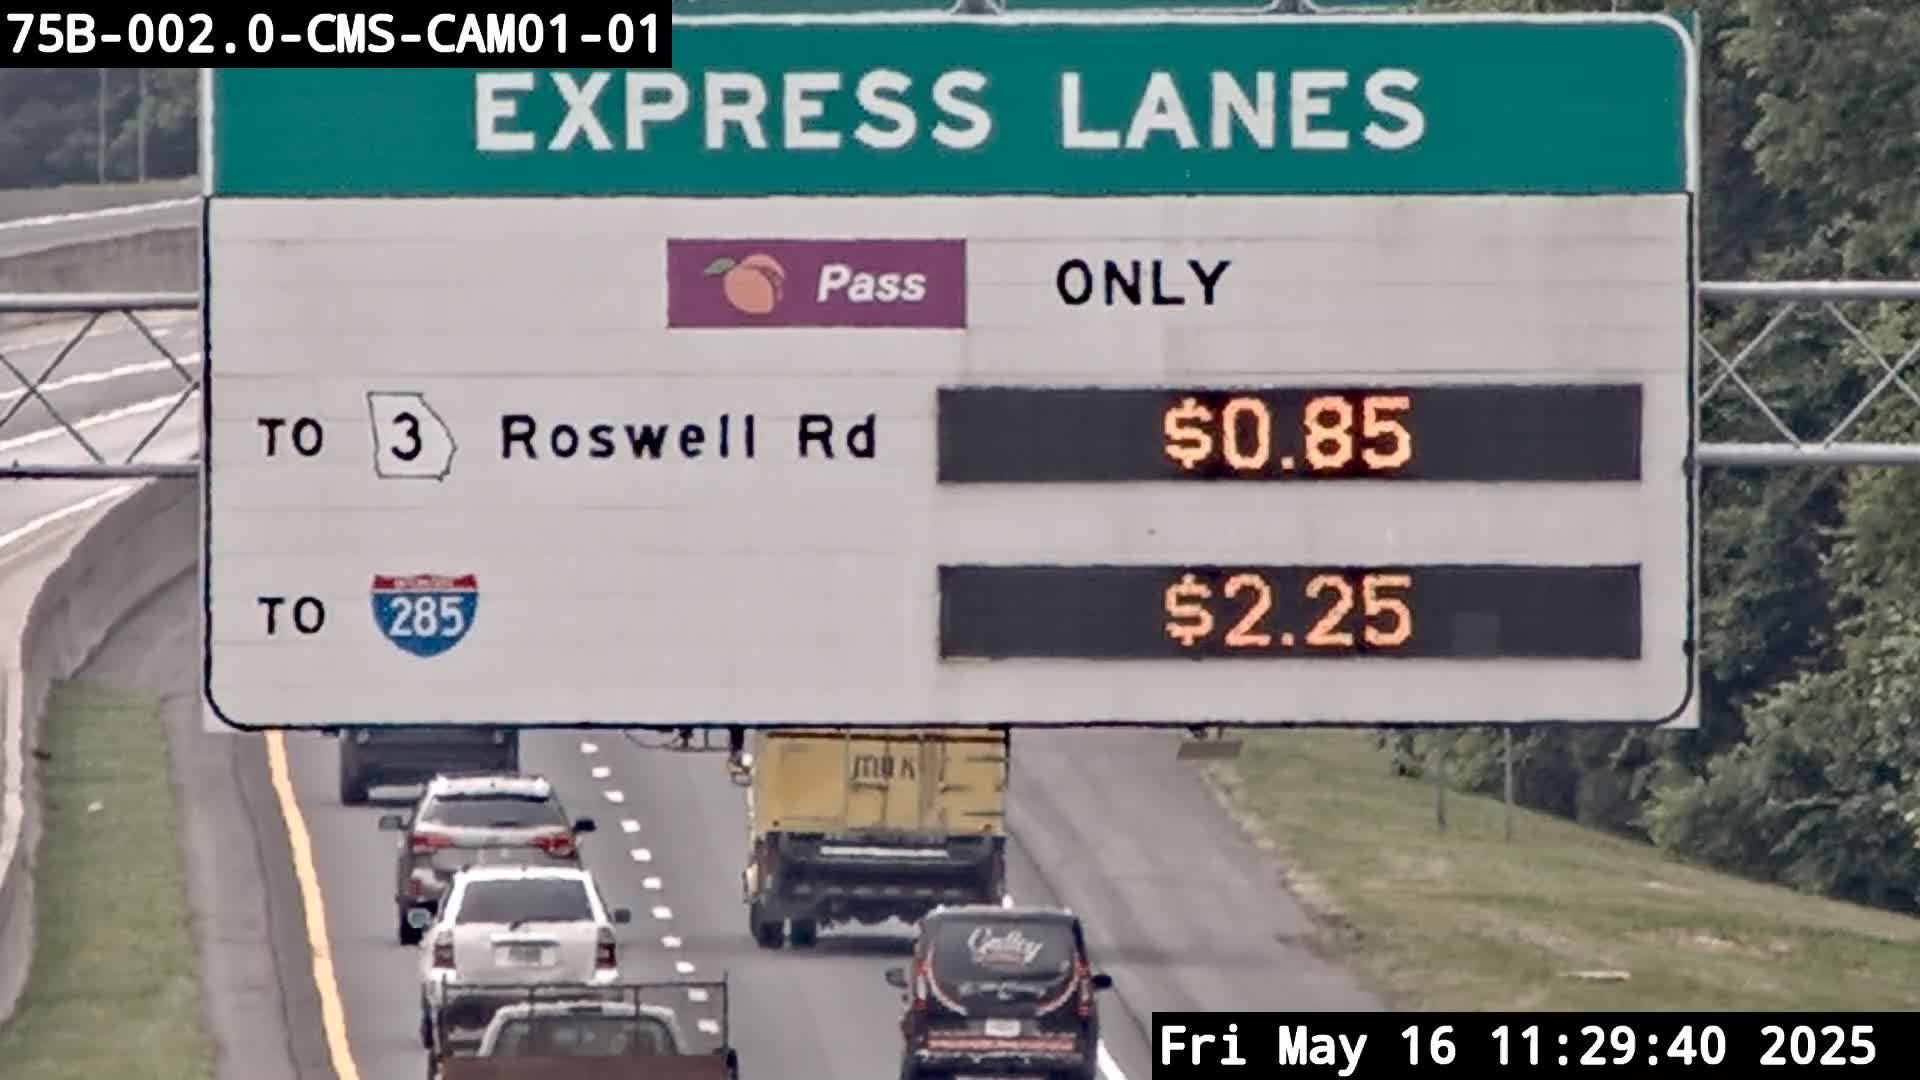 75B-002.0-CMS-CAM01-01
EXPRESS LANES
Pass ONLY
TO 3 Roswell Rd $0.85
TO 285 $2.25
Fri May 16 11:29:40 2025